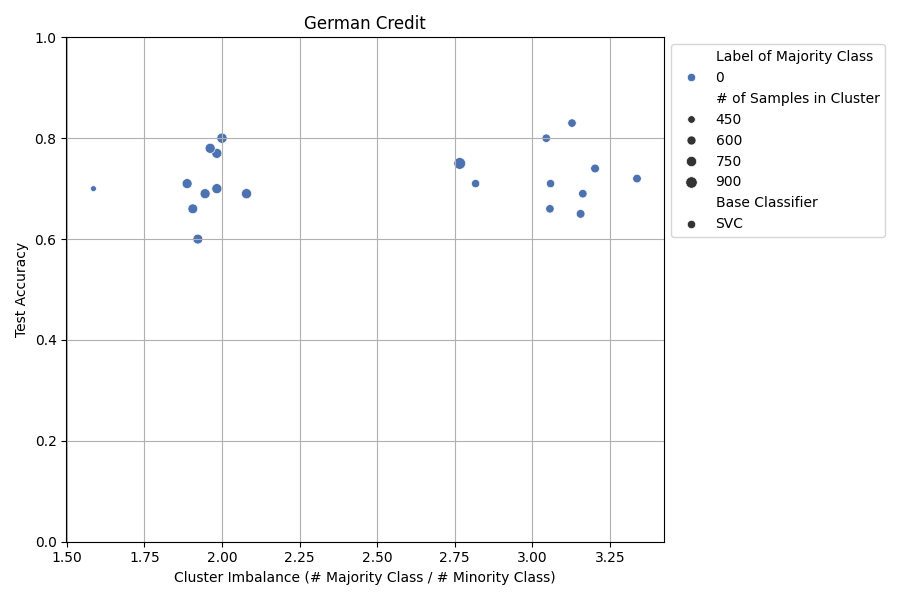 German Credit
Label of Majority Class
0
# of Samples in Cluster
450
600
750
900
Base Classifier
SVC
Test Accuracy
1.0
0.8
0.6
0.4
0.2
0.0
1.50 1.75 2.00 2.25 2.50 2.75 3.00 3.25
Cluster Imbalance (# Majority Class / # Minority Class)